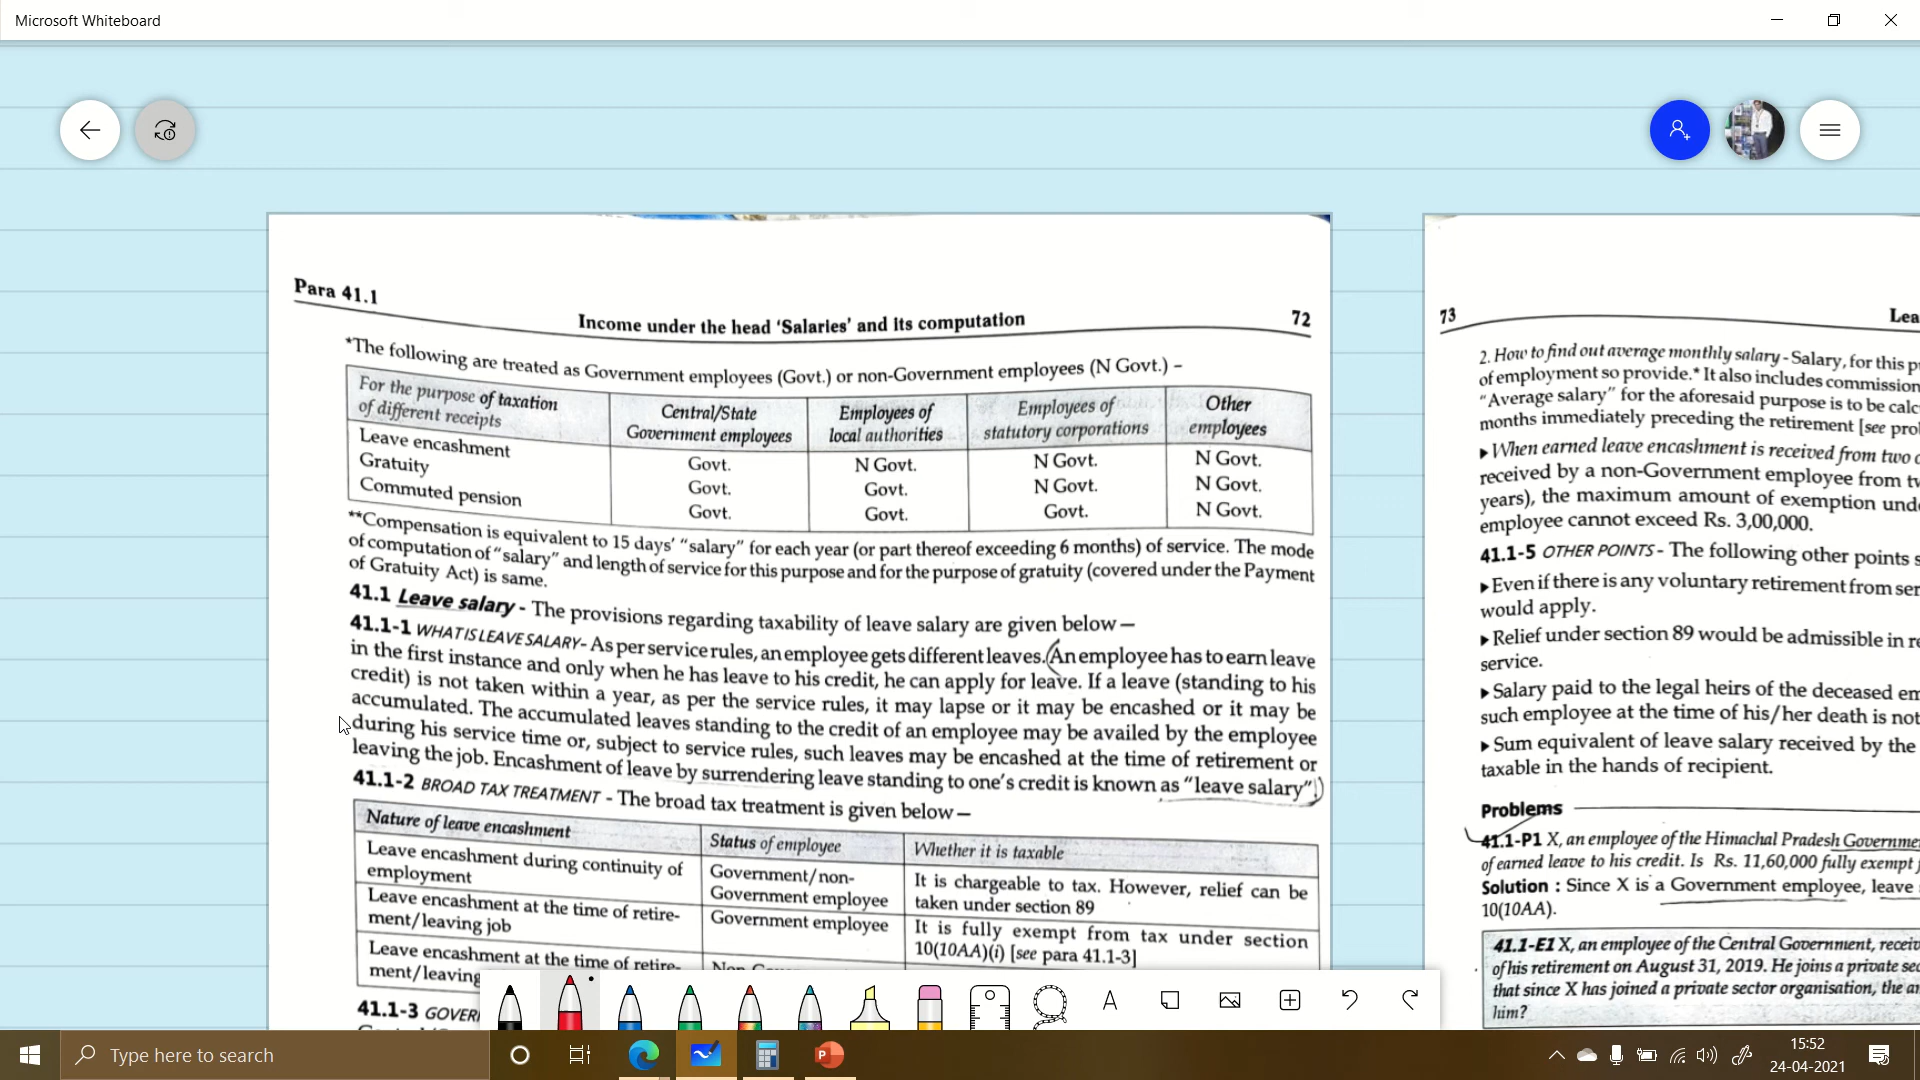 Microsoft Whiteboard
Para 41.1
Income under the head 'Salaries' and its computation
72
*The following are treated as Government employees (Govt.) or non-Government employees (N Govt.) –
For the purpose of taxation of different receipts
Central/State Government employees
Employees of local authorities
Employees of statutory corporations
Other employees
Leave encashment Govt. N Govt. N Govt. N Govt.
Gratuity Govt. Govt. N Govt. N Govt.
Commuted pension Govt. Govt. Govt. N Govt.
**Compensation is equivalent to 15 days' "salary" for each year (or part thereof exceeding 6 months) of service. The mode
of computation of "salary" and length of service for this purpose and for the purpose of gratuity (covered under the Payment
of Gratuity Act) is same.
41.1 Leave salary - The provisions regarding taxability of leave salary are given below —
41.1-1 WHAT IS LEAVE SALARY - As per service rules, an employee gets different leaves. An employee has to earn leave
in the first instance and only when he has leave to his credit, he can apply for leave. If a leave (standing to his
credit) is not taken within a year, as per the service rules, it may lapse or it may be encashed or it may be
accumulated. The accumulated leaves standing to the credit of an employee may be availed by the employee
during his service time or, subject to service rules, such leaves may be encashed at the time of retirement or
leaving the job. Encashment of leave by surrendering leave standing to one's credit is known as "leave salary".
41.1-2 BROAD TAX TREATMENT - The broad tax treatment is given below —
Nature of leave encashment
Status of employee
Whether it is taxable
Leave encashment during continuity of employment
Government/non-Government employee
It is chargeable to tax. However, relief can be taken under section 89
Leave encashment at the time of retire-
ment/leaving job
Government employee
It is fully exempt from tax under section
10(10AA)(i) [see para 41.1-3]
Leave encashment at the time of retire-
ment/leaving
41.1-3
73
2. How to find out average monthly salary - Salary, for this
of employment so provide.* It also includes commission
"Average salary" for the aforesaid purpose is to be
months immediately preceding the retirement [see
▸ When earned leave encashment is received from two
received by a non-Government employee from
years), the maximum amount of exemption
employee cannot exceed Rs. 3,00,000.
41.1-5 OTHER POINTS - The following other points
▸ Even if there is any voluntary retirement from
would apply.
▸ Relief under section 89 would be admissible in
service.
▸ Salary paid to the legal heirs of the deceased
such employee at the time of his/her death is not
▸ Sum equivalent of leave salary received by the
taxable in the hands of recipient.
Problems
41.1-P1 X, an employee of the Himachal Pradesh
of earned leave to his credit. Is Rs. 11,60,000 fully exempt
Solution : Since X is a Government employee, leave
10(10AA).
41.1-E1 X, an employee of the Central Government,
of his retirement on August 31, 2019. He joins a private
that since X has joined a private sector organisation, the
him?
Type here to search
15:52
24-04-2021